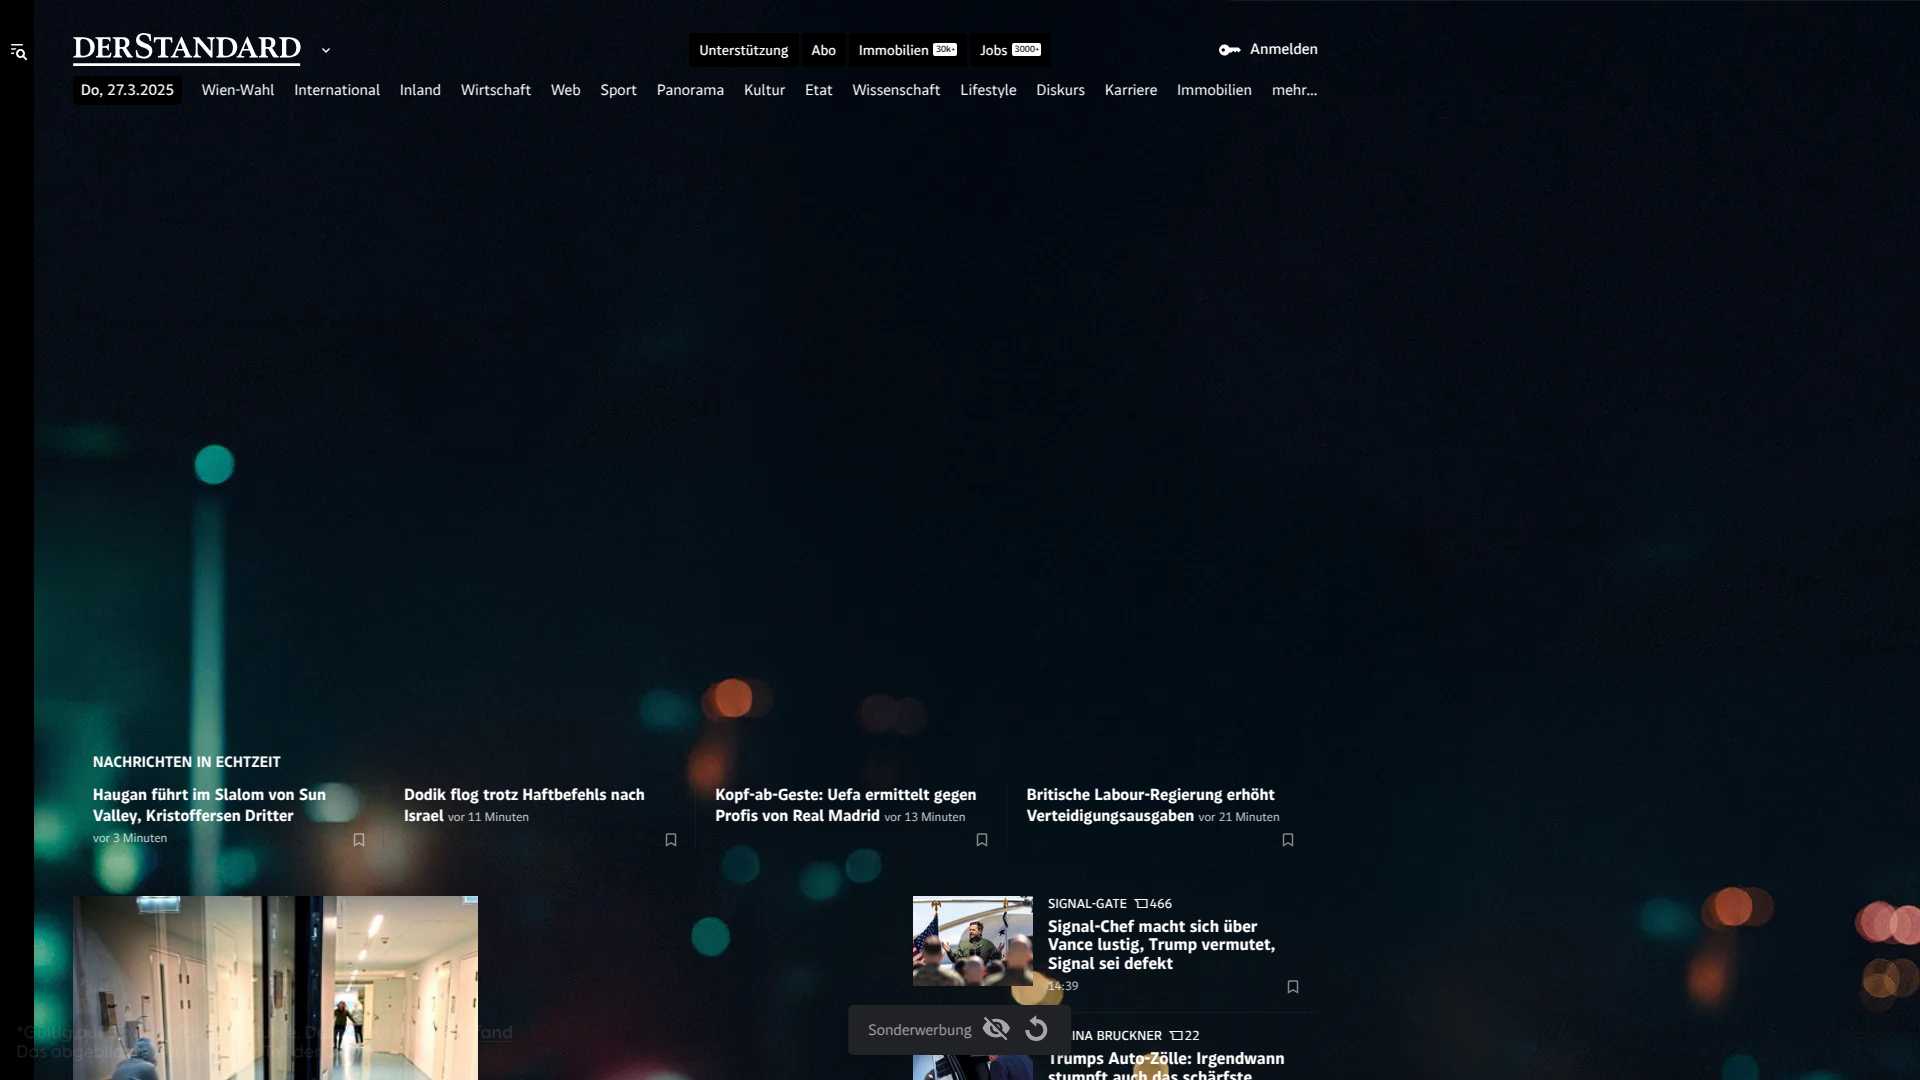 DERSTANDARD
Unterstützung
Abo
Immobilien 30k+
Jobs 3000+
Anmelden
Do, 27.3.2025
Wien-Wahl
International
Inland
Wirtschaft
Web
Sport
Panorama
Kultur
Etat
Wissenschaft
Lifestyle
Diskurs
Karriere
Immobilien
mehr...
NACHRICHTEN IN ECHTZEIT
Haugan führt im Slalom von Sun
Valley, Kristoffersen Dritter
vor 3 Minuten
Dodik flog trotz Haftbefehls nach
Israel vor 11 Minuten
Kopf-ab-Geste: Uefa ermittelt gegen
Profis von Real Madrid vor 13 Minuten
Britische Labour-Regierung erhöht
Verteidigungsausgaben vor 21 Minuten
SIGNAL-GATE 466
Signal-Chef macht sich über
Vance lustig, Trump vermutet,
Signal sei defekt
14:39
Sonderwerbung
INA BRUCKNER 22
Trumps Auto-Zölle: Irgendwann
stumpft auch das schärfste